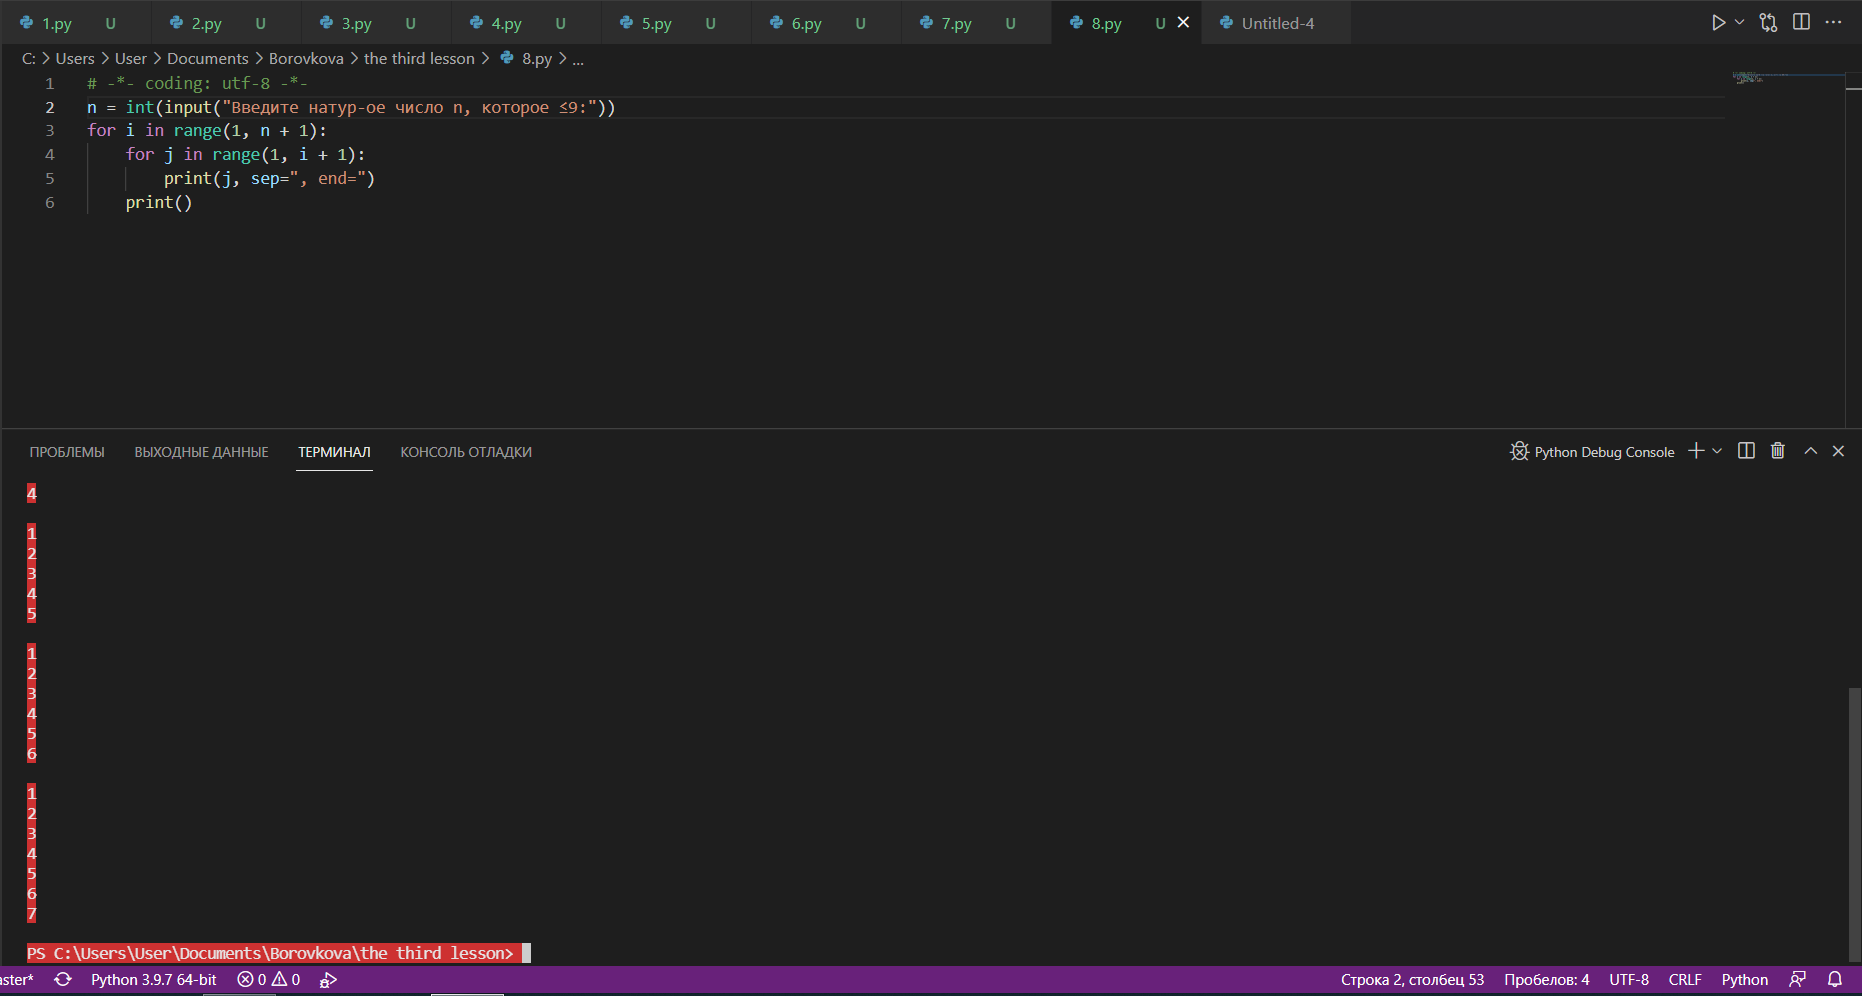 1.py U 2.py U 3.py U 4.py U 5.py U 6.py U 7.py U 8.py U Untitled-4
C: > Users > User > Documents > Borovkova > the third lesson > 8.py > ...
1 # -*- coding: utf-8 -*-
2 n = int(input("Введите натур-ое число n, которое ≤9:"))
3 for i in range(1, n + 1):
4 for j in range(1, i + 1):
5 print(j, sep=", end=")
6 print()
ПРОБЛЕМЫ ВЫХОДНЫЕ ДАННЫЕ ТЕРМИНАЛ КОНСОЛЬ ОТЛАДКИ Python Debug Console
4
1
2
3
4
5
1
2
3
4
5
6
1
2
3
4
5
6
7
PS C:\Users\User\Documents\Borovkova\the third lesson>
aster* Python 3.9.7 64-bit 0 0 Строка 2, столбец 53 Пробелов: 4 UTF-8 CRLF Python